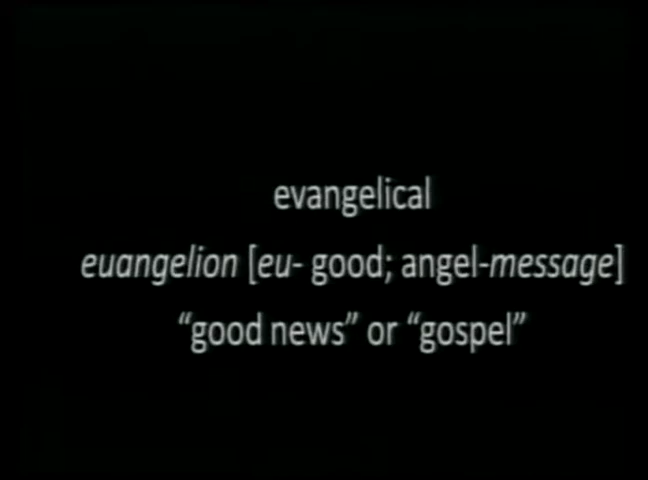 evangelical
euangelion [eu- good; angel-message]
“good news” or “gospel”